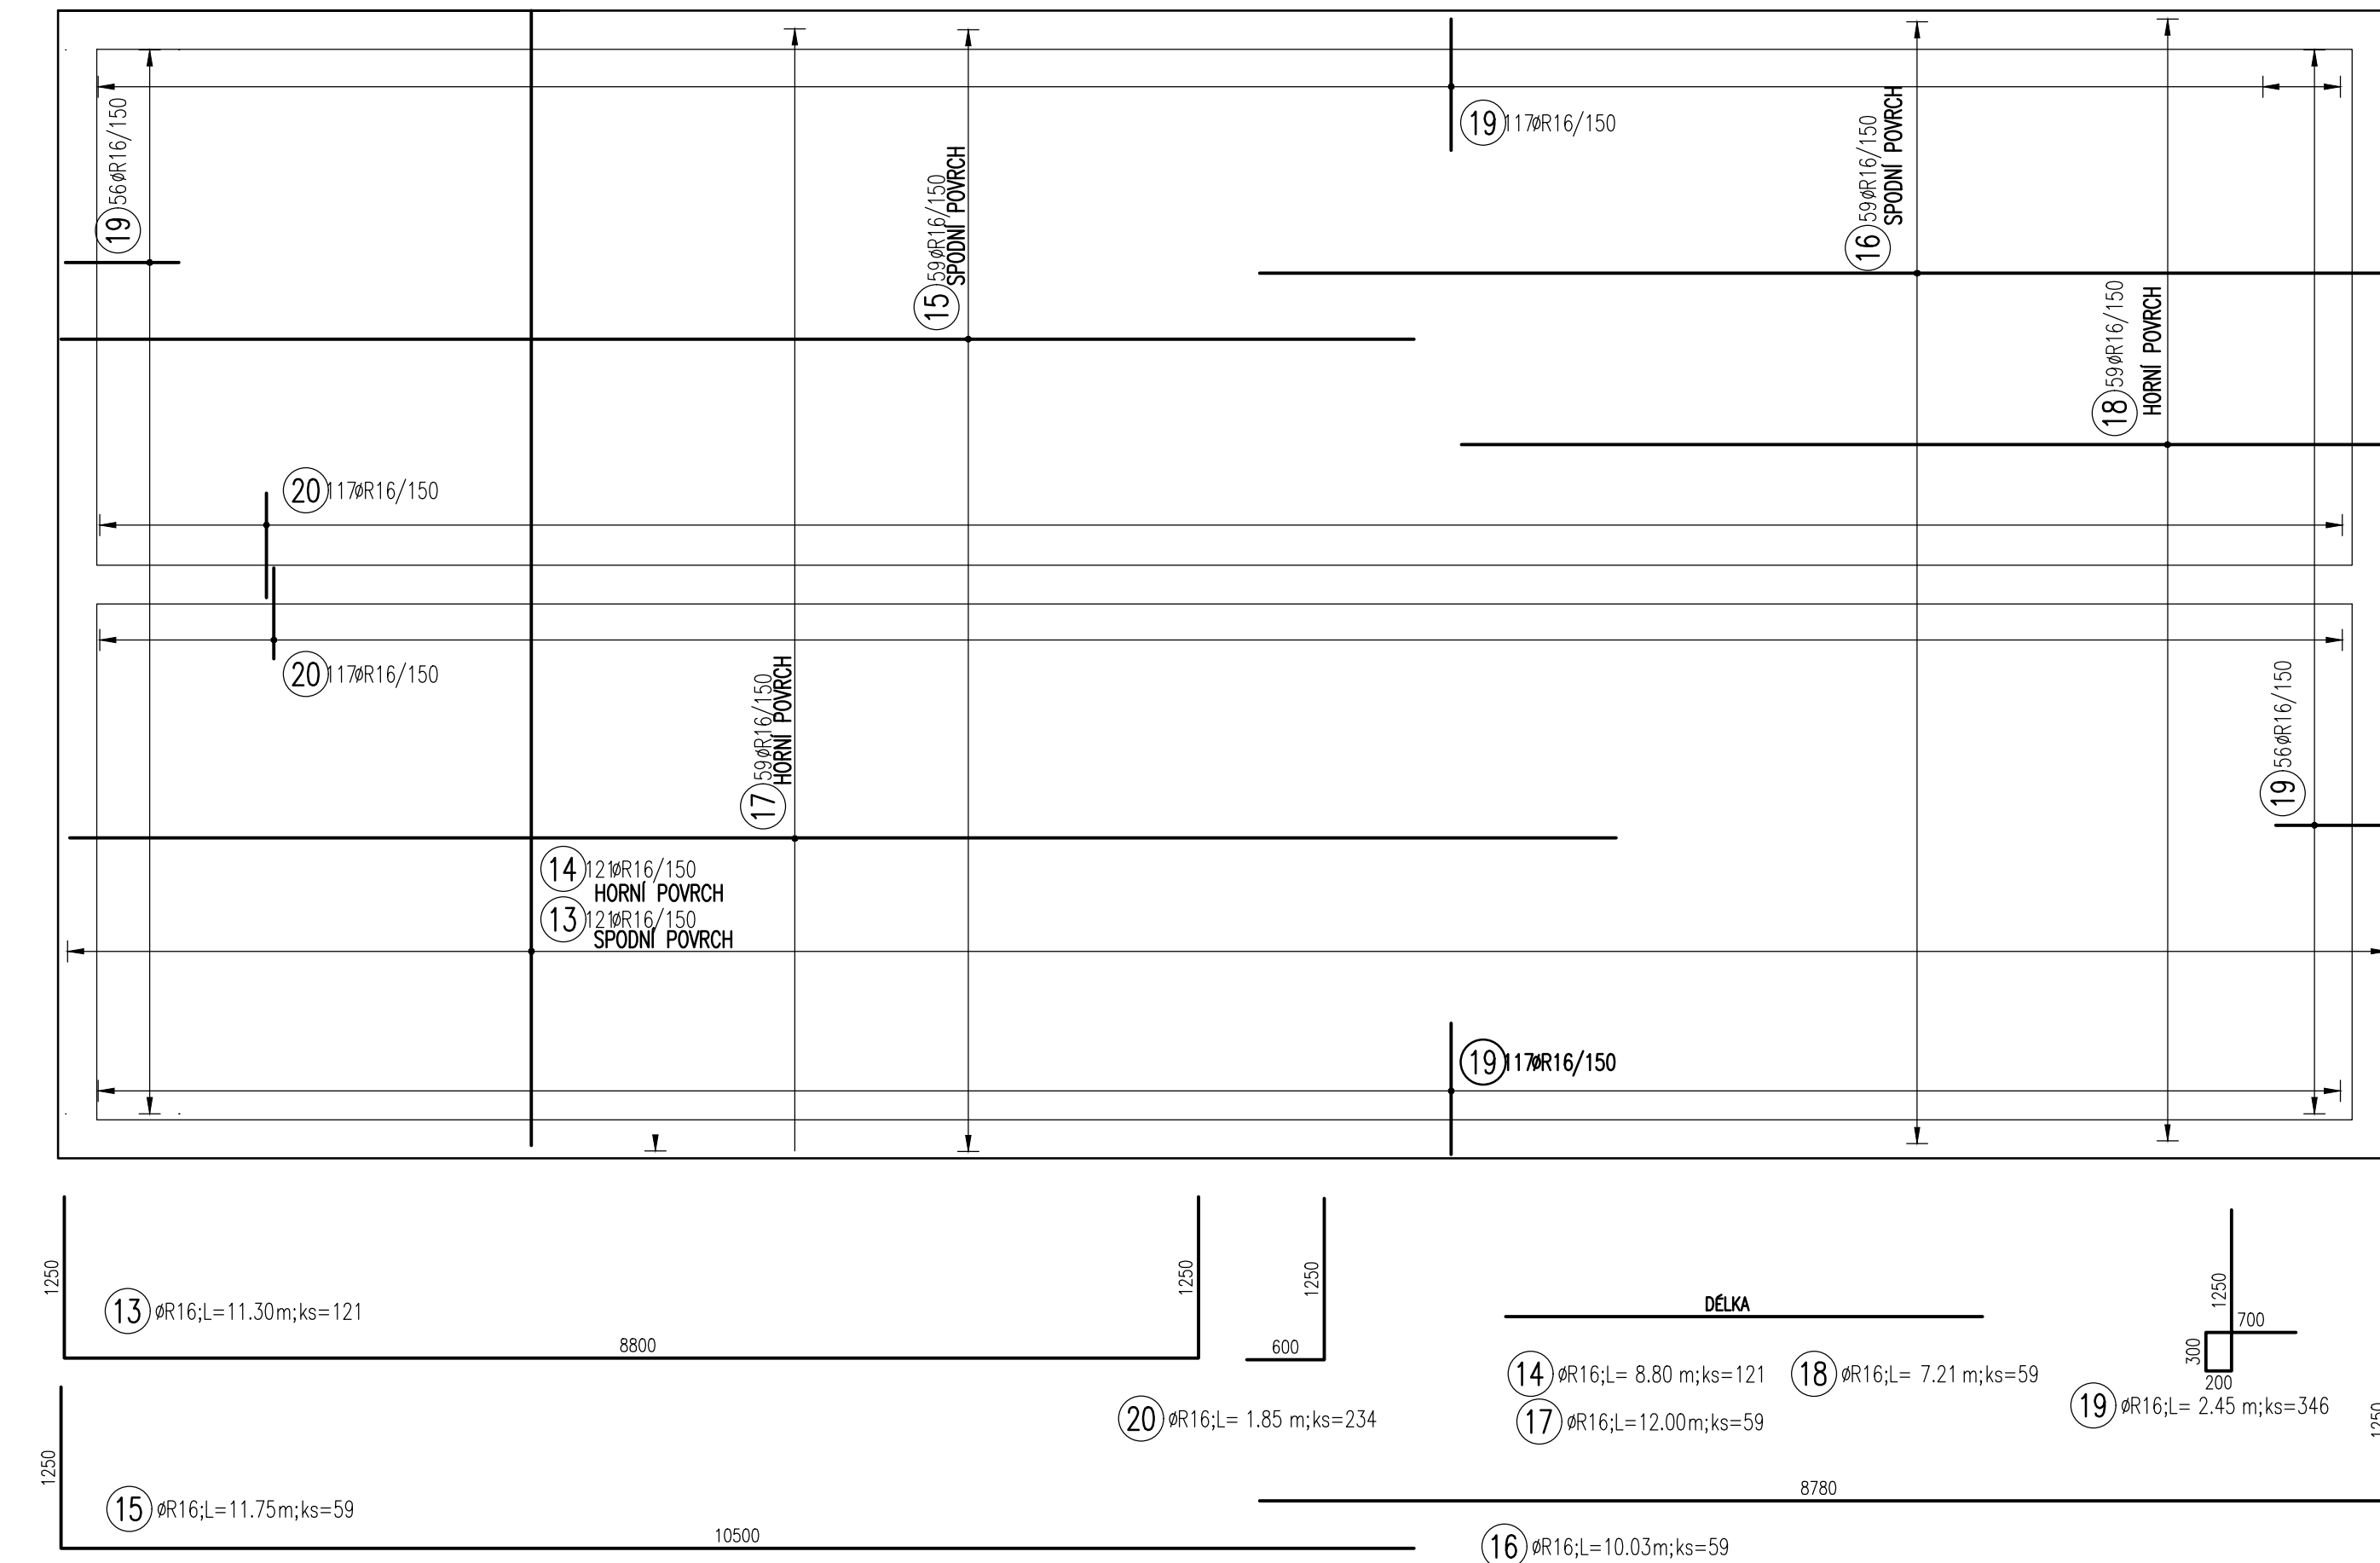 19 56øR16/150
19 117øR16/150
15 59øR16/150
SPODNÍ POVRCH
16 59øR16/150
SPODNÍ POVRCH
18 59øR16/150
HORNÍ POVRCH
20 117øR16/150
20 117øR16/150
17 59øR16/150
HORNÍ POVRCH
19 56øR16/150
14 121øR16/150
HORNÍ POVRCH
13 121øR16/150
SPODNÍ POVRCH
19 117øR16/150
1250
13 øR16;L=11.30m;ks=121
8800
1250
1250
600
20 øR16;L= 1.85 m;ks=234
DÉLKA
14 øR16;L= 8.80 m;ks=121
18 øR16;L= 7.21 m;ks=59
17 øR16;L=12.00m;ks=59
1250
700
300
200
19 øR16;L= 2.45 m;ks=346
1250
15 øR16;L=11.75m;ks=59
10500
8780
1250
16 øR16;L=10.03m;ks=59